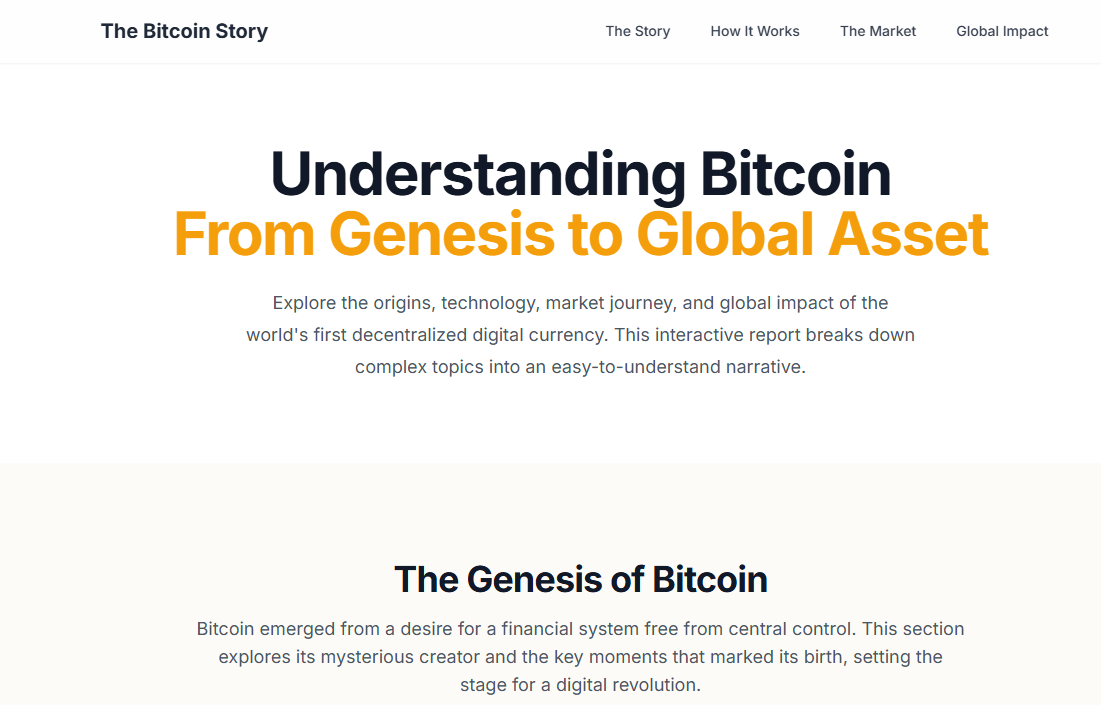 The Bitcoin Story
The Story
How It Works
The Market
Global Impact
Understanding Bitcoin
From Genesis to Global Asset
Explore the origins, technology, market journey, and global impact of the
world's first decentralized digital currency. This interactive report breaks down
complex topics into an easy-to-understand narrative.
The Genesis of Bitcoin
Bitcoin emerged from a desire for a financial system free from central control. This section
explores its mysterious creator and the key moments that marked its birth, setting the
stage for a digital revolution.